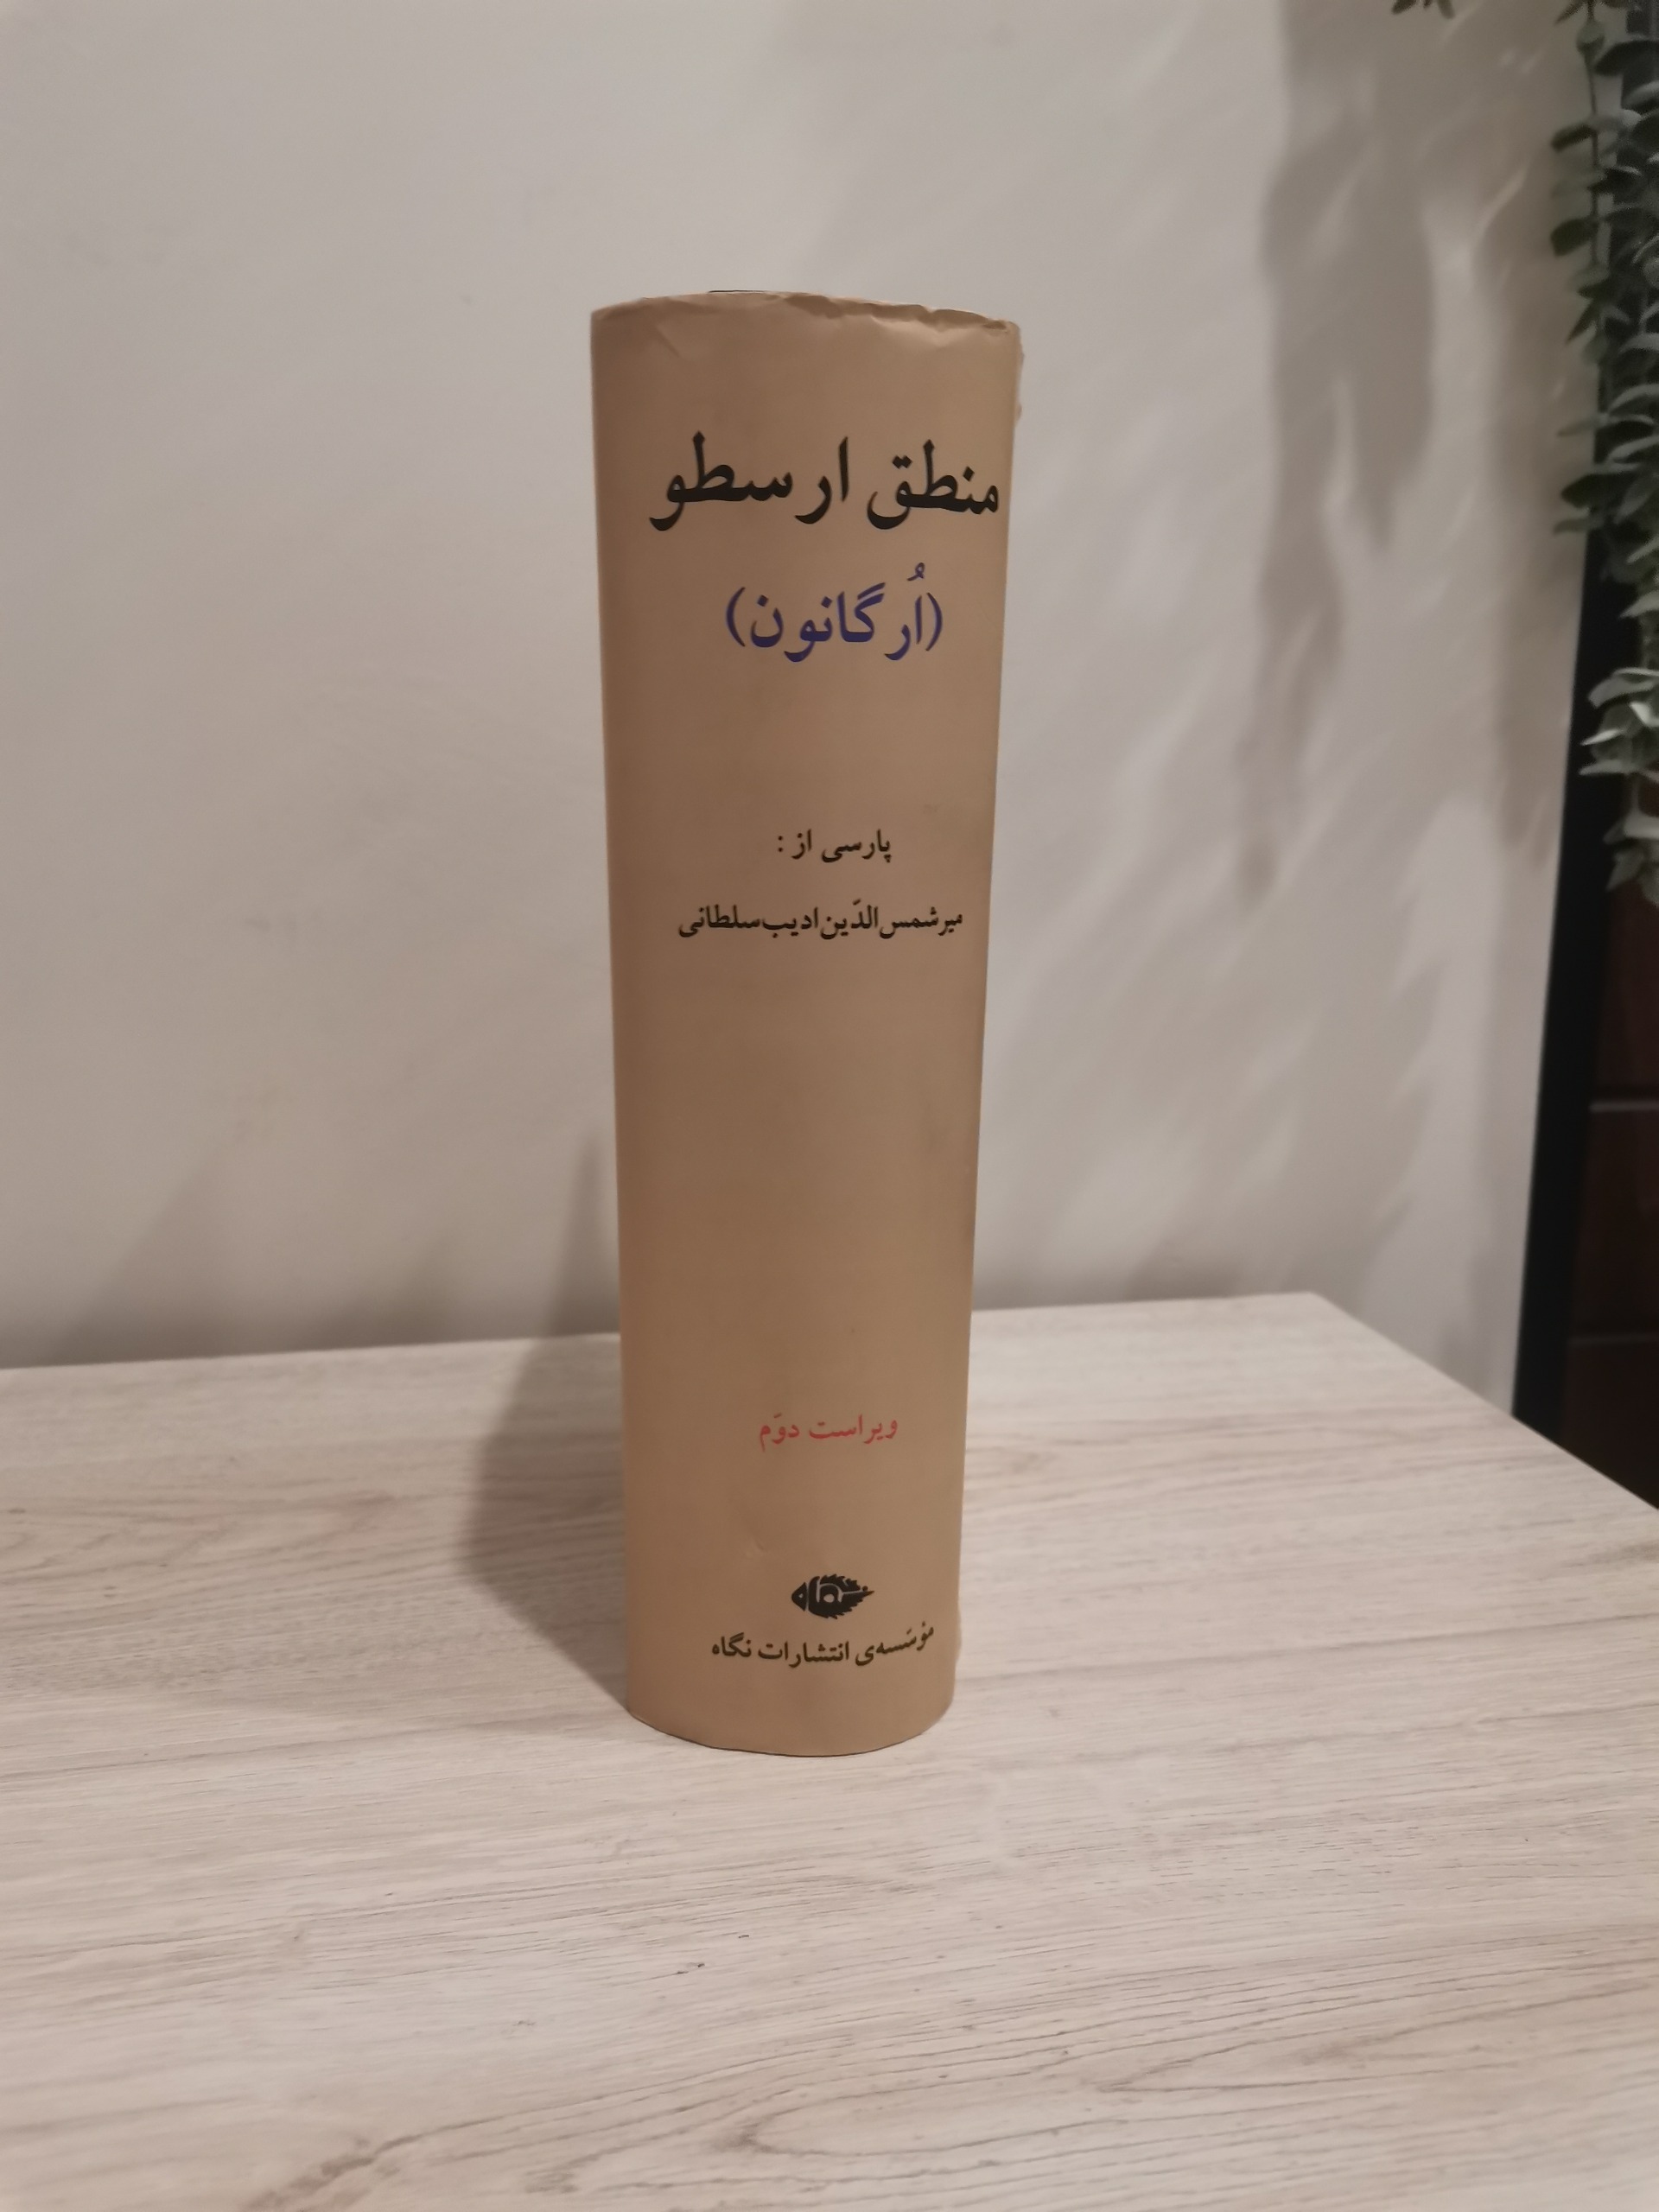 منطق ارسطو
(اُرگانون)
پارسی از :
میرشمس‌الدّین ادیب‌سلطانی
ویراست دوّم
نگاه
مؤسّسه‌ی انتشارات نگاه